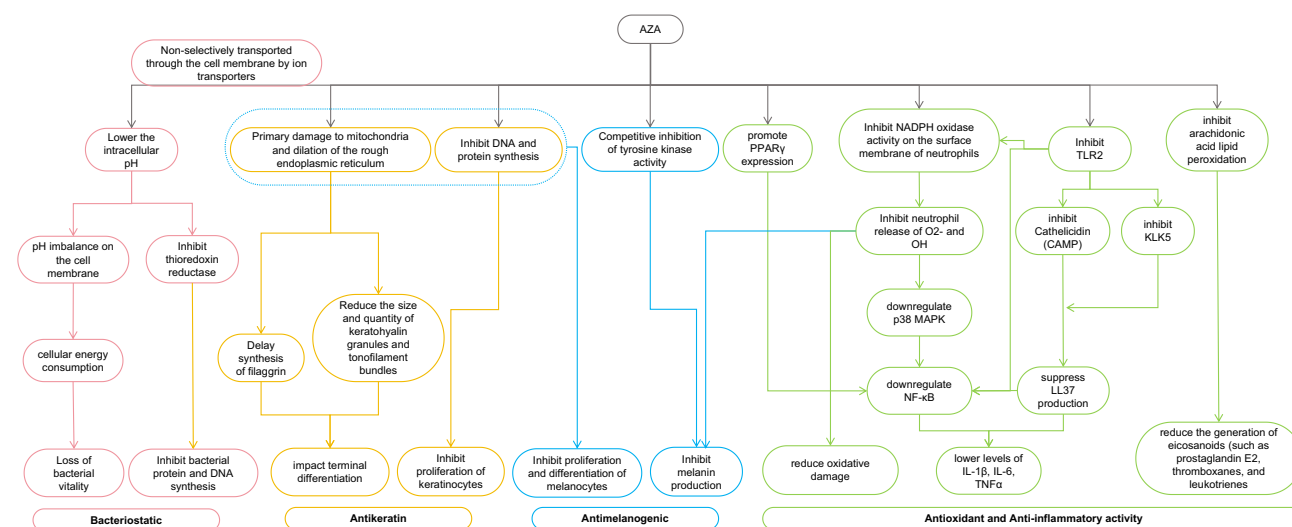 AZA
Non-selectively transported
through the cell membrane by ion
transporters
Lower the
intracellular
pH
Primary damage to mitochondria
and dilation of the rough
endoplasmic reticulum
Inhibit DNA and
protein synthesis
Competitive inhibition
of tyrosine kinase
activity
promote
PPARγ
expression
Inhibit NADPH oxidase
activity on the surface
membrane of neutrophils
Inhibit
TLR2
inhibit
arachidonic
acid lipid
peroxidation
pH imbalance on
the cell
membrane
Inhibit
thioredoxin
reductase
Inhibit neutrophil
release of O2- and
OH
inhibit
Cathelicidin
(CAMP)
inhibit
KLK5
Reduce the size
and quantity of
keratohyalin
granules and
tonofilament
bundles
downregulate
p38 MAPK
cellular energy
consumption
Delay
synthesis
of filaggrin
downregulate
NF-κB
suppress
LL37
production
Loss of
bacterial
vitality
Inhibit bacterial
protein and DNA
synthesis
impact terminal
differentiation
Inhibit
proliferation of
keratinocytes
Inhibit proliferation and
differentiation of
melanocytes
Inhibit
melanin
production
reduce oxidative
damage
lower levels of
IL-1β, IL-6,
TNFα
reduce the generation of
eicosanoids (such as
prostaglandin E2,
thromboxanes, and
leukotrienes
Bacteriostatic
Antikeratin
Antimelanogenic
Antioxidant and Anti-inflammatory activity